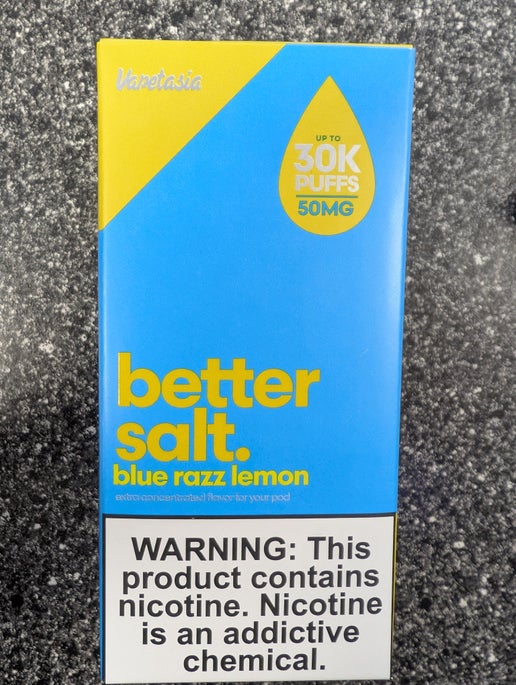 Vapetasia
UP TO
30K
PUFFS
50MG
better
salt.
blue razz lemon
extra concentrated flavor for your pod
WARNING: This
product contains
nicotine. Nicotine
is an addictive
chemical.